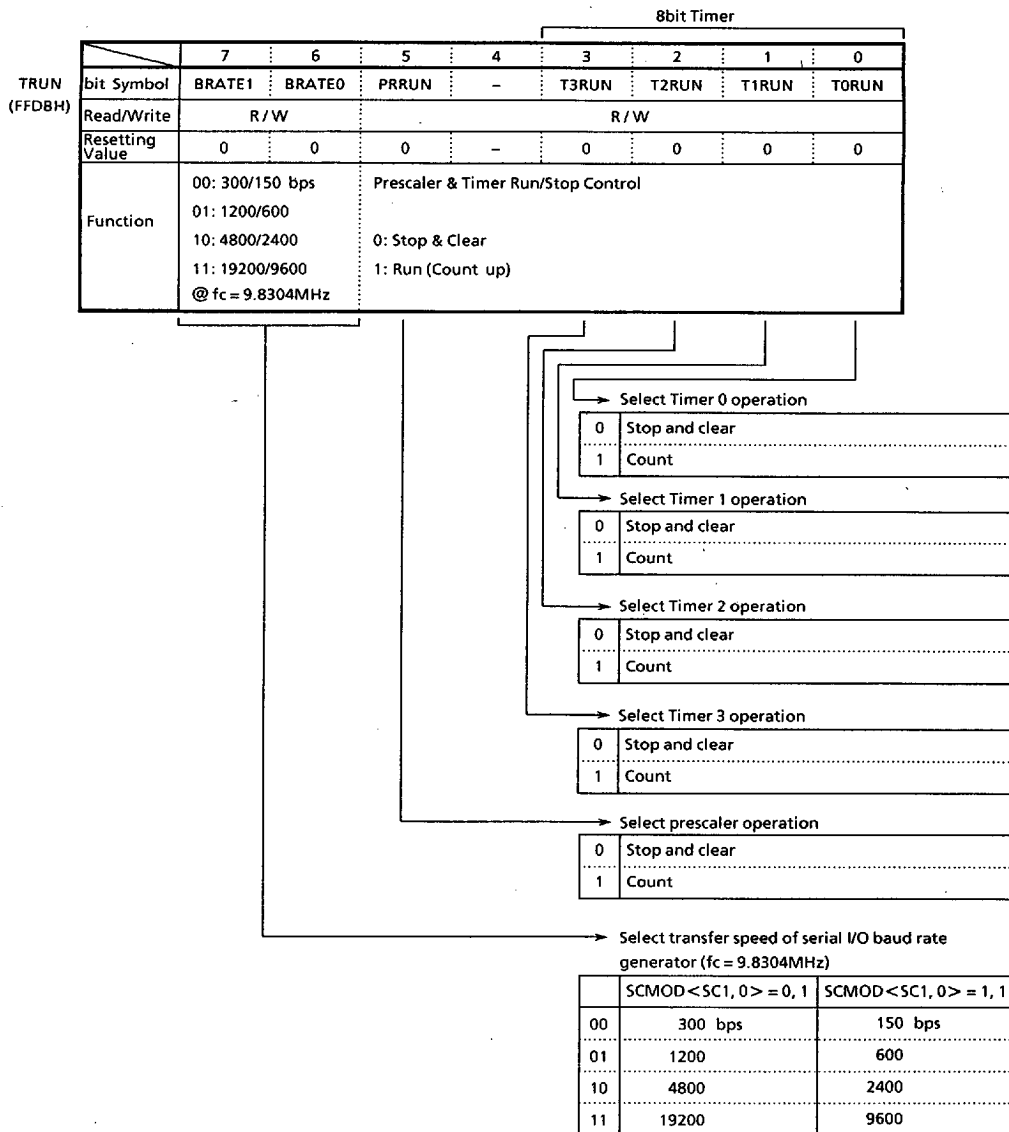 8bit Timer
7 6 5 4 3 2 1 0
TRUN (FFDBH)
bit Symbol BRATE1 BRATE0 PRRUN – T3RUN T2RUN T1RUN T0RUN
Read/Write R/W R/W
Resetting Value 0 0 0 – 0 0 0 0
Function
00: 300/150 bps
01: 1200/600
10: 4800/2400
11: 19200/9600
@ fc = 9.8304MHz
Prescaler & Timer Run/Stop Control
0: Stop & Clear
1: Run (Count up)
Select Timer 0 operation
0 Stop and clear
1 Count
Select Timer 1 operation
0 Stop and clear
1 Count
Select Timer 2 operation
0 Stop and clear
1 Count
Select Timer 3 operation
0 Stop and clear
1 Count
Select prescaler operation
0 Stop and clear
1 Count
Select transfer speed of serial I/O baud rate
generator (fc = 9.8304MHz)
SCMOD<SC1, 0> = 0, 1 SCMOD<SC1, 0> = 1, 1
00 300 bps 150 bps
01 1200 600
10 4800 2400
11 19200 9600